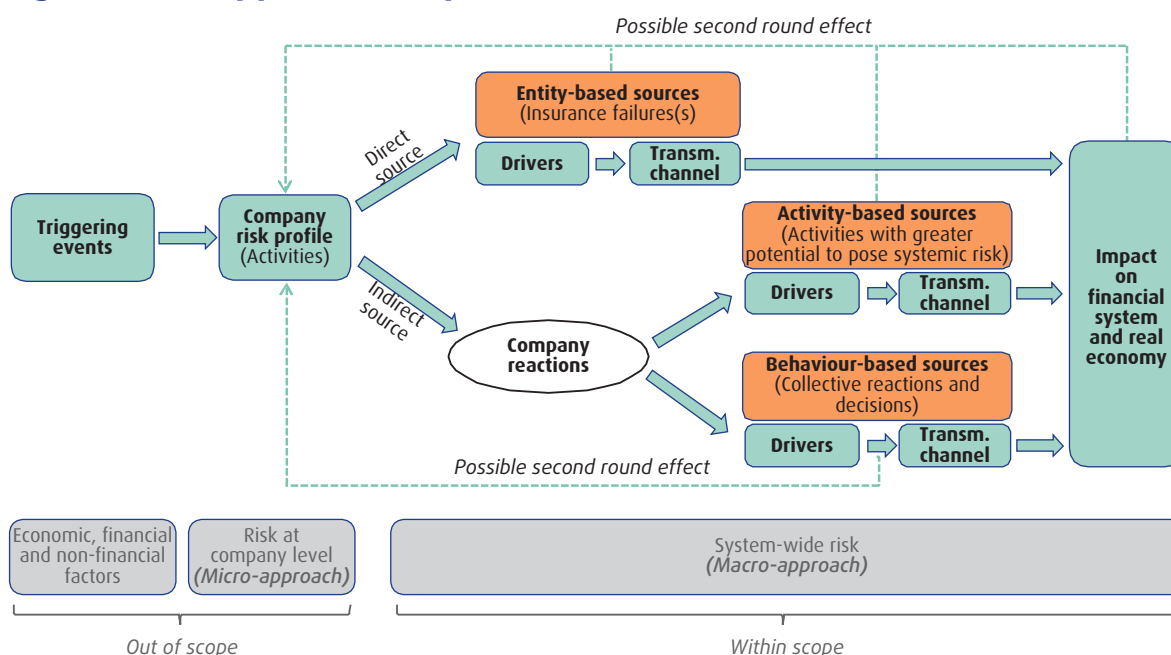 Possible second round effect
Entity-based sources
(Insurance failures(s)
Direct
source
Drivers
Transm.
channel
Triggering
events
Company
risk profile
(Activities)
Activity-based sources
(Activities with greater
potential to pose systemic risk)
Drivers
Transm.
channel
Impact
on
financial
system
and real
economy
Indirect
source
Company
reactions
Behaviour-based sources
(Collective reactions and
decisions)
Drivers
Transm.
channel
Possible second round effect
Economic, financial
and non-financial
factors
Risk at
company level
(Micro-approach)
System-wide risk
(Macro-approach)
Out of scope
Within scope